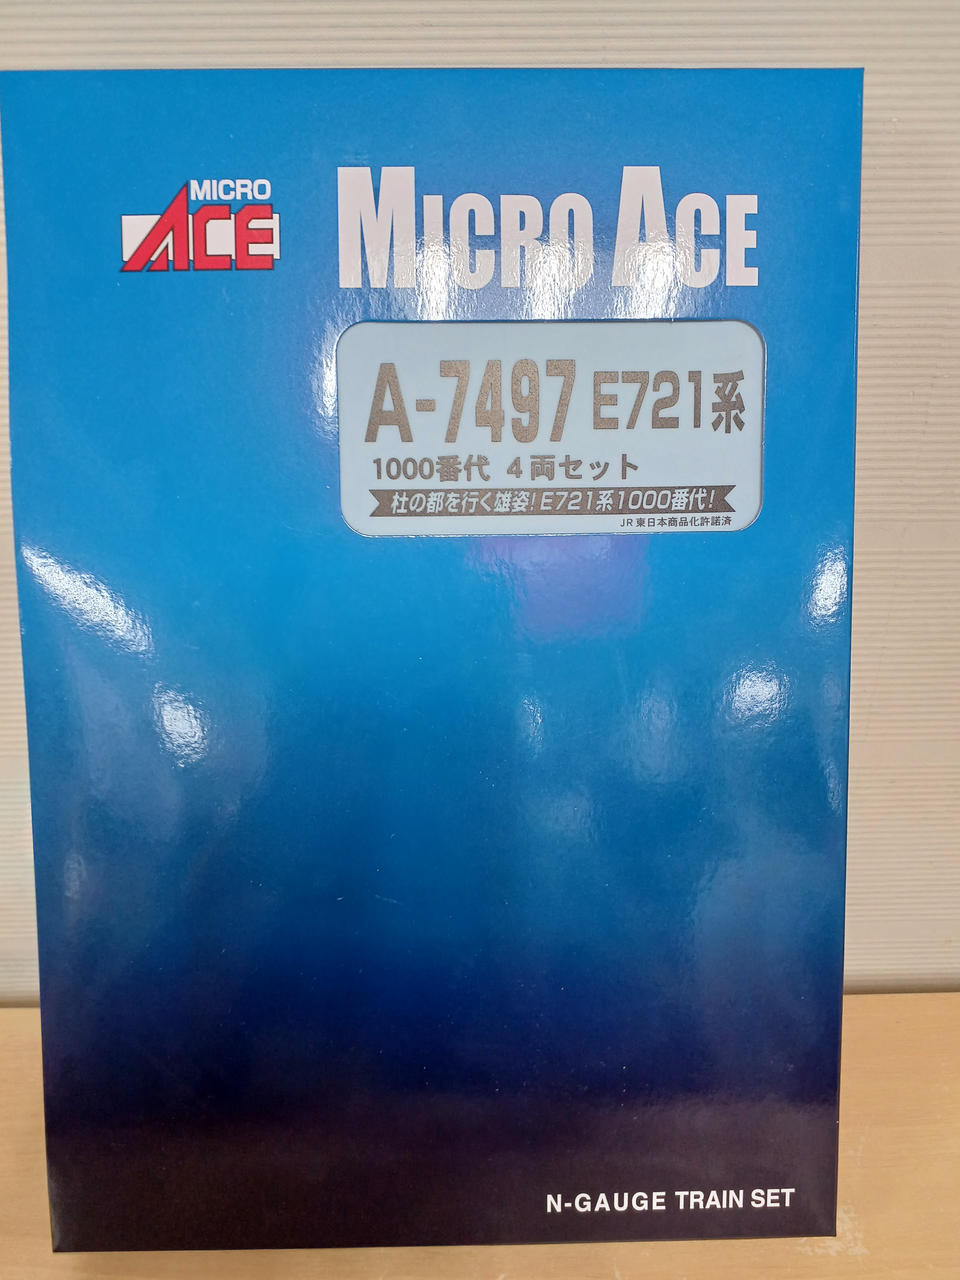 MICRO
ACE
MICRO ACE
A-7497 E721系
1000番代 4両セット
杜の都を行く雄姿!E721系1000番代!
JR東日本商品化許諾済
N-GAUGE TRAIN SET